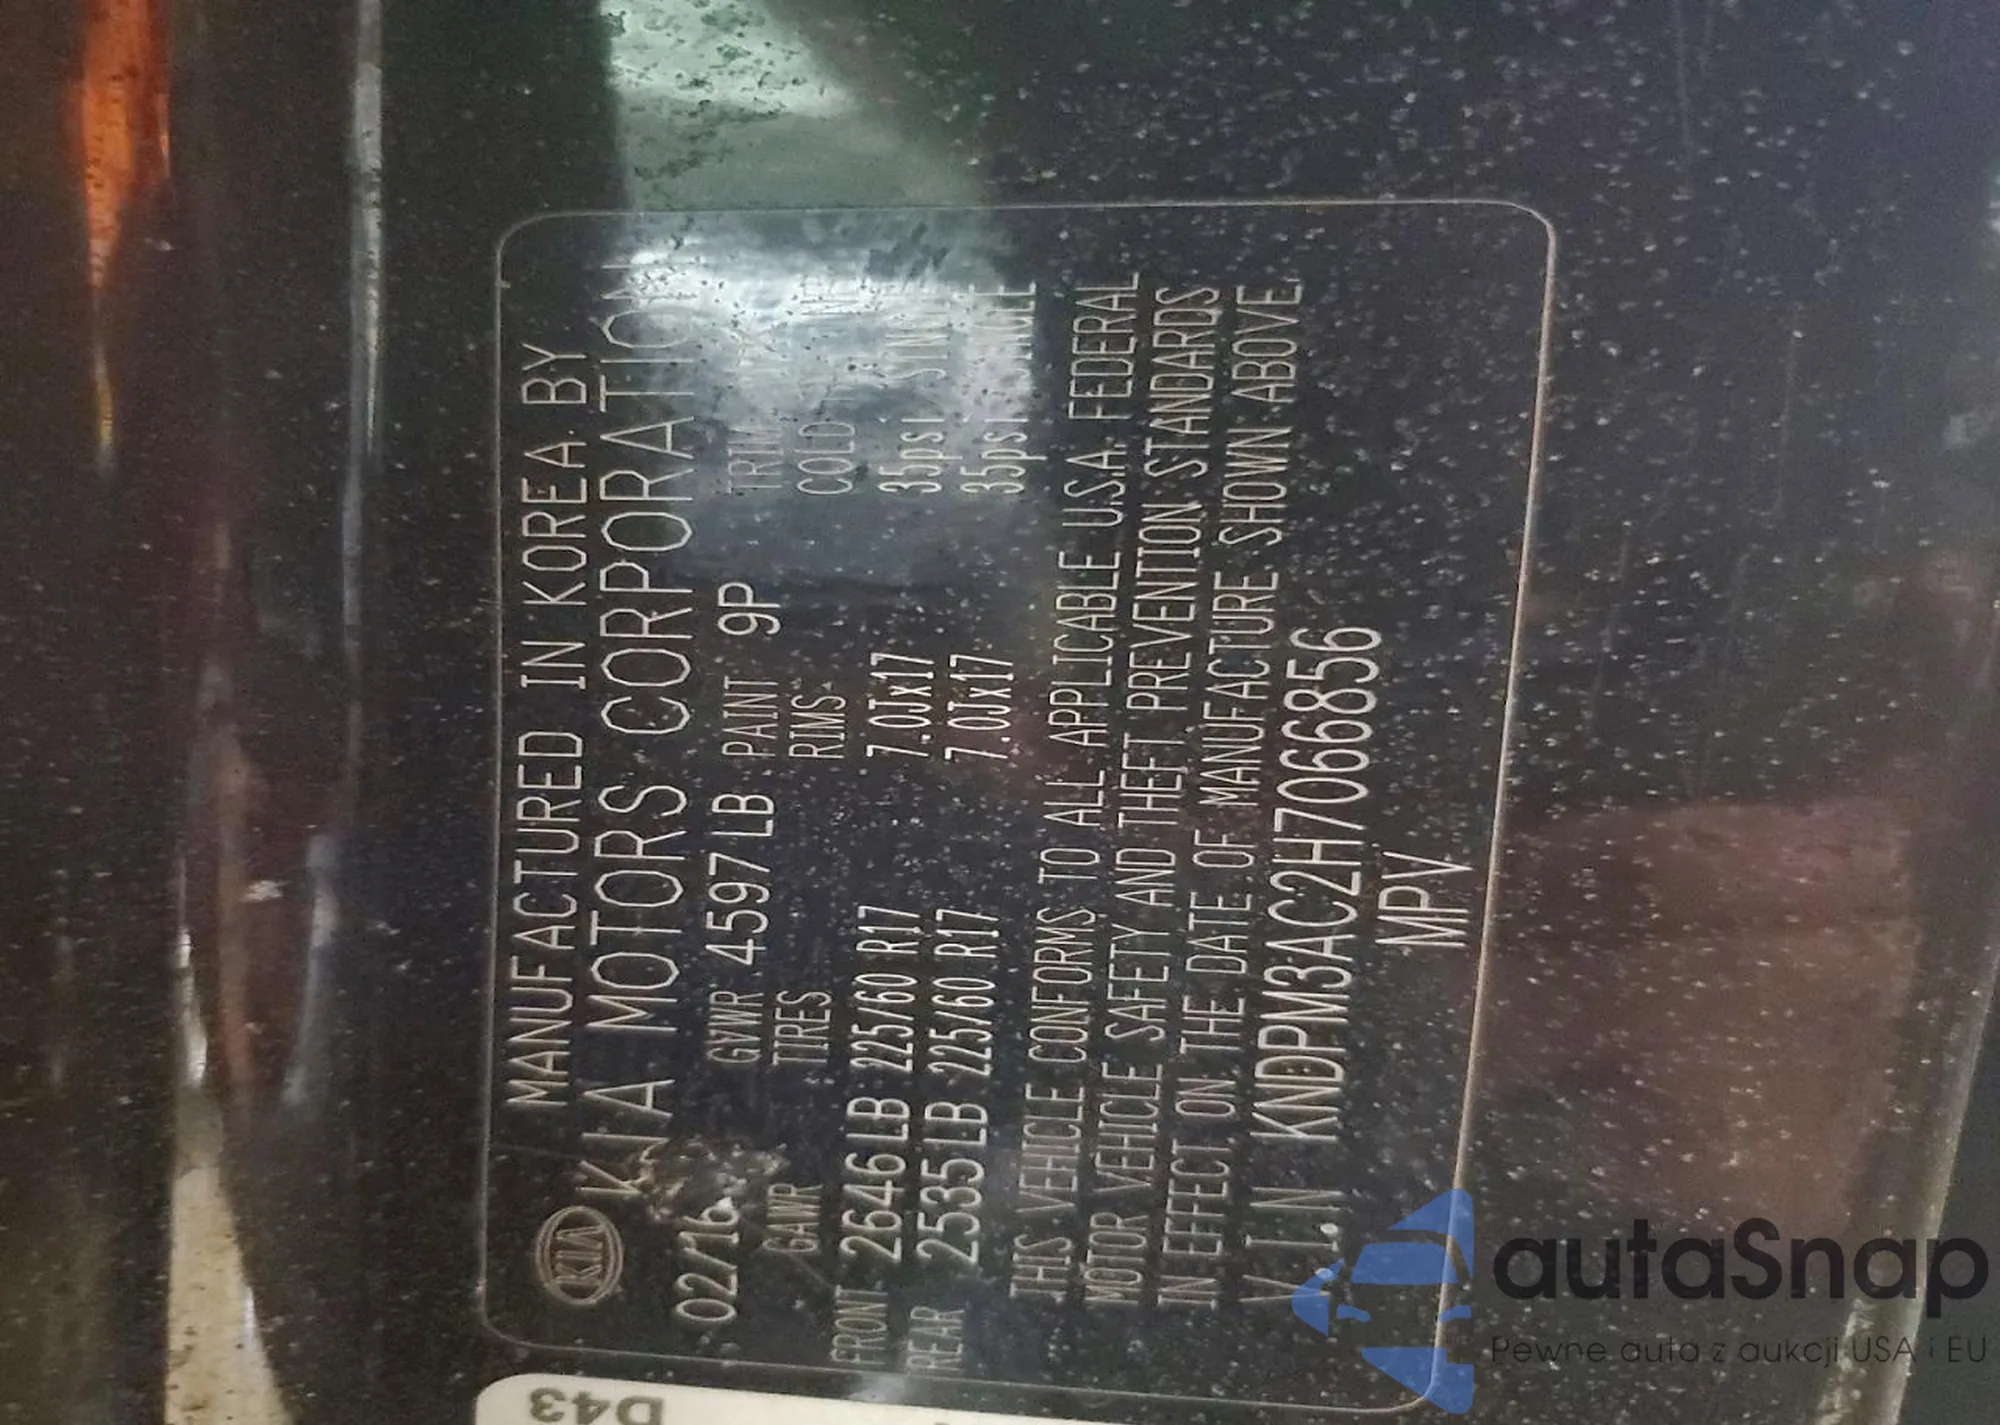 MANUFACTURED IN KOREA BY
KIA KIA MOTORS CORPORATION
02/16 GVWR 4597 LB PAINT 9P TRIM
GAWR TIRES RIMS COLD
FRONT 2646 LB 225/60 R17 7.0Jx17 35psi
REAR 2535 LB 225/60 R17 7.0Jx17 35psi
THIS VEHICLE CONFORMS TO ALL APPLICABLE U.S.A. FEDERAL
MOTOR VEHICLE SAFETY AND THEFT PREVENTION STANDARDS
IN EFFECT ON THE DATE OF MANUFACTURE SHOWN ABOVE.
V.I.N KNDPM3AC2H7066856
MPV
D43
autaSnap
Pewne auta z aukcji USA i EU